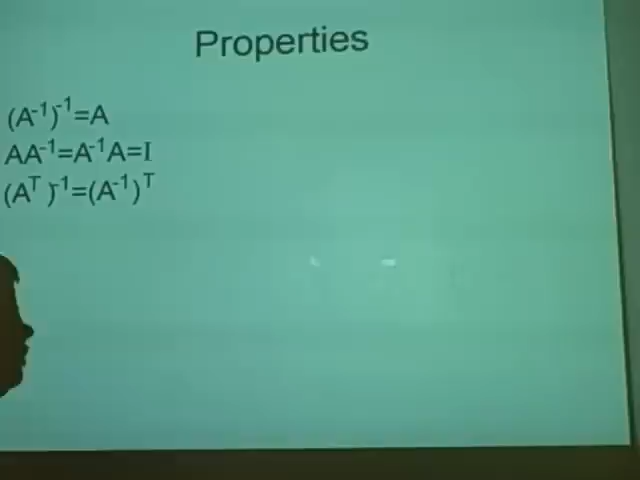 Properties
(A⁻¹)⁻¹=A
AA⁻¹=A⁻¹A=I
(Aᵀ)⁻¹=(A⁻¹)ᵀ